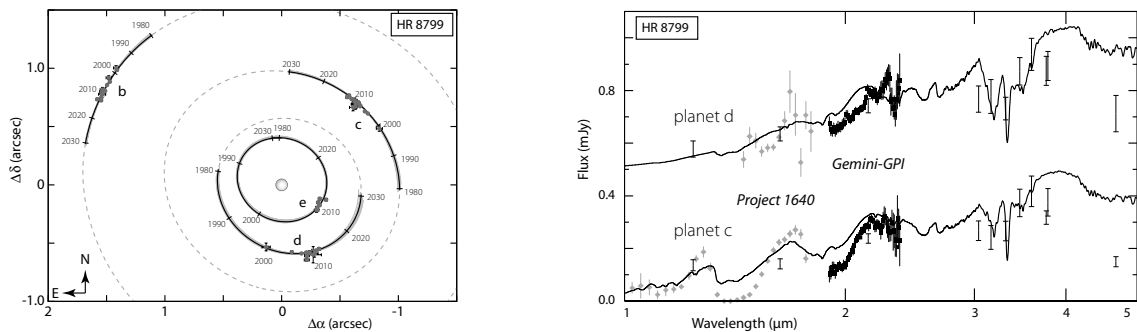 HR 8799
1980
1990
2000
2010
2020
2030
b
2030
2020
2010
c
2000
1990
1980
2030
1980
1990
2000
e
2010
1980
1990
2000
d
2010
2020
2030
N
E
1.0
0
-1.0
Δδ (arcsec)
2
1
0
-1
Δα (arcsec)
HR 8799
planet d
Gemini-GPI
Project 1640
planet c
0.8
0.4
0.0
Flux (mJy)
1
2
3
4
5
Wavelength (μm)